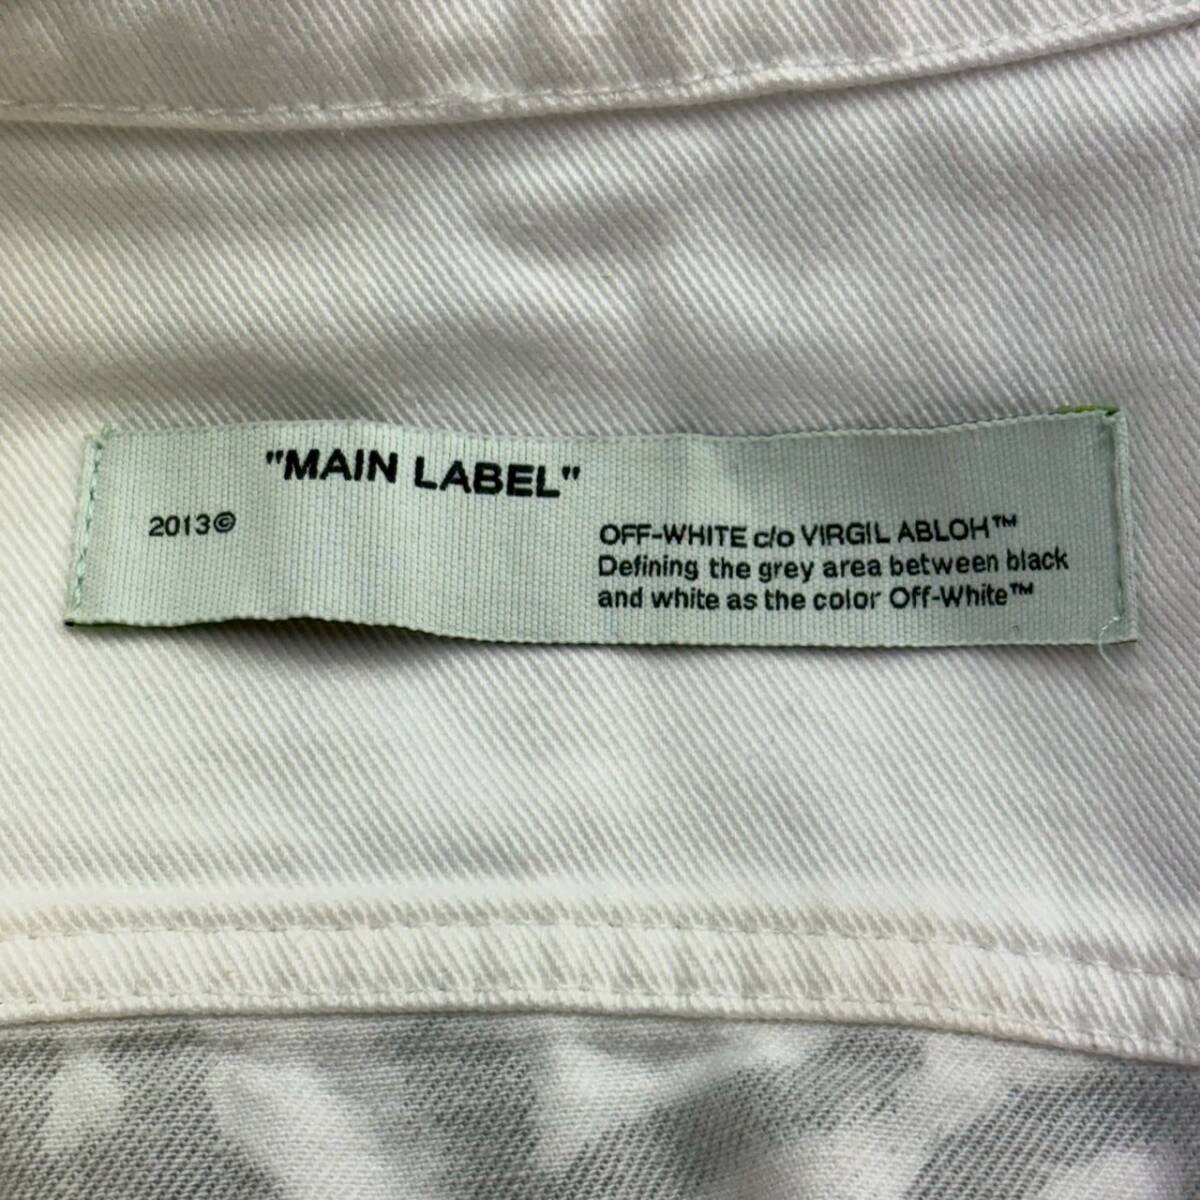 "MAIN LABEL"
2013©
OFF-WHITE c/o VIRGIL ABLOH™
Defining the grey area between black
and white as the color Off-White™